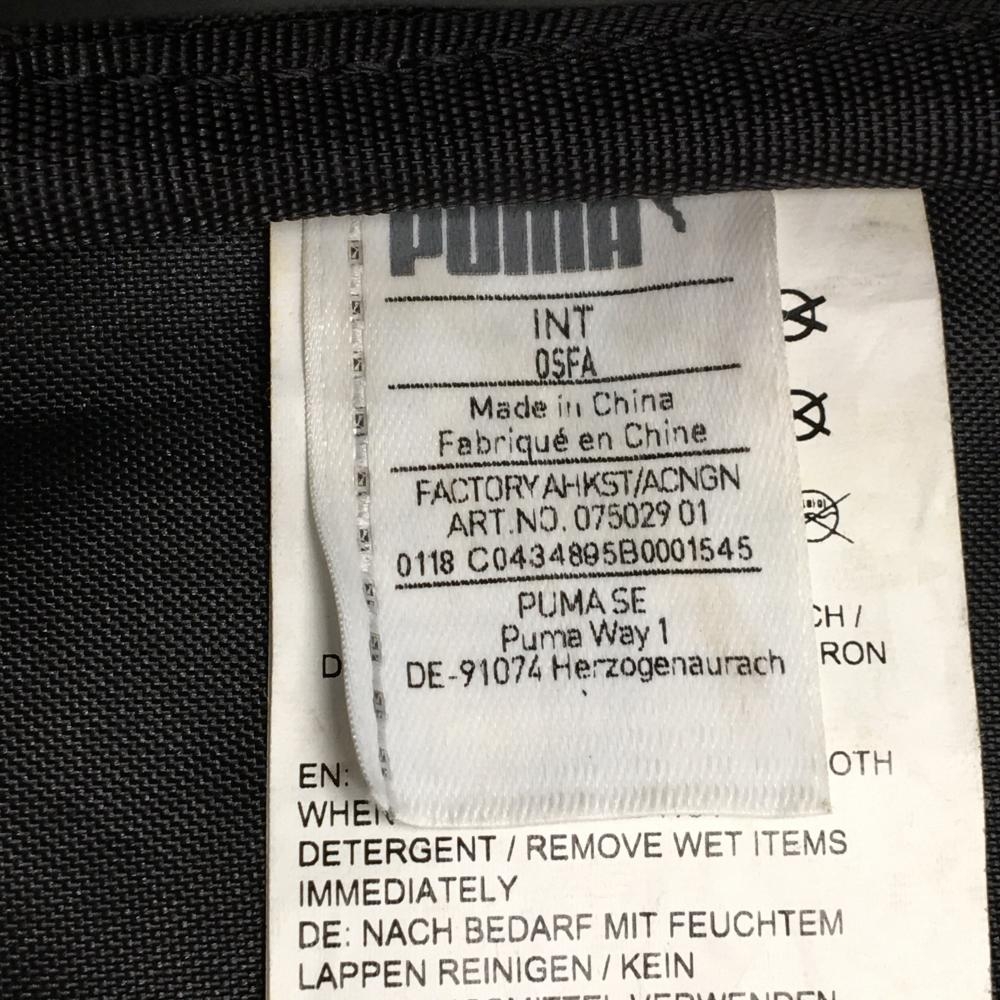 PUMA
INT
OSFA
Made in China
Fabriqué en Chine
FACTORY AHKST/ACNGN
ART.NO. 075029 01
0118 C0434895B0001545
PUMA SE
Puma Way 1
DE-91074 Herzogenaurach
CH /
D RON
EN: OTH
WHEN
DETERGENT / REMOVE WET ITEMS
IMMEDIATELY
DE: NACH BEDARF MIT FEUCHTEM
LAPPEN REINIGEN / KEIN
VERWENDEN